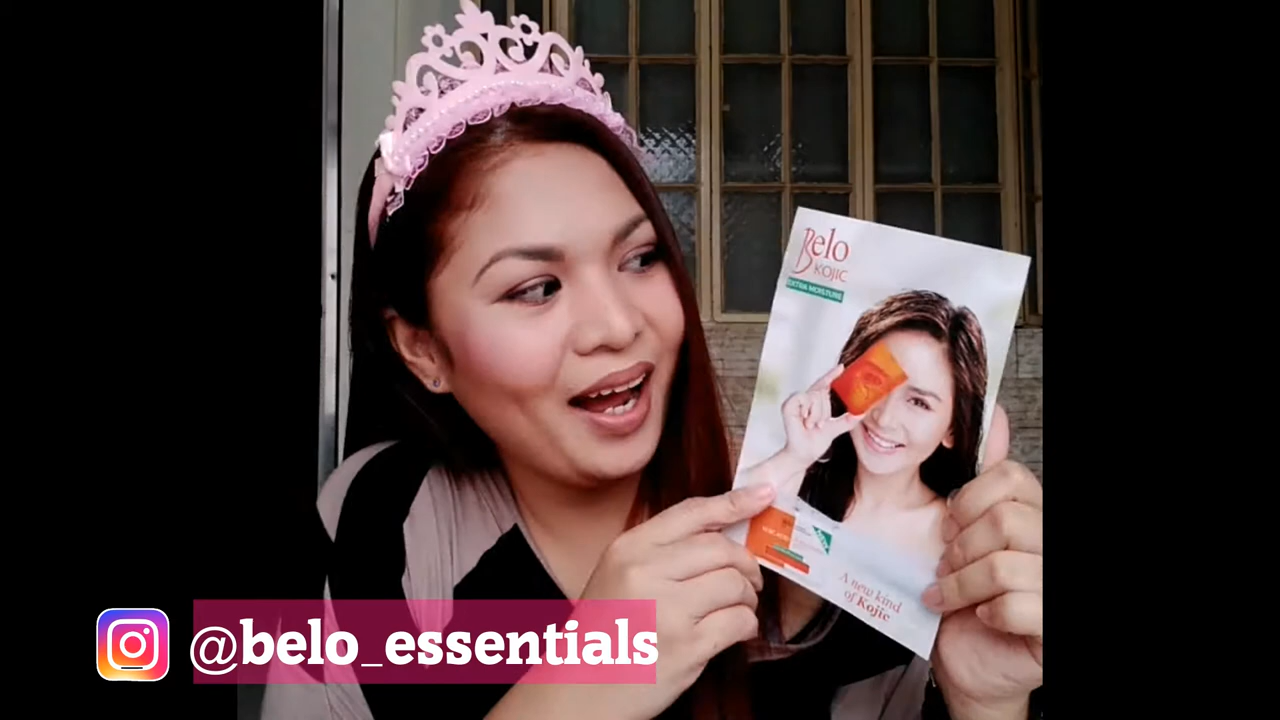 Belo
KOJIC
EXTRA MOISTURE
A new kind
of Kojic
@belo_essentials